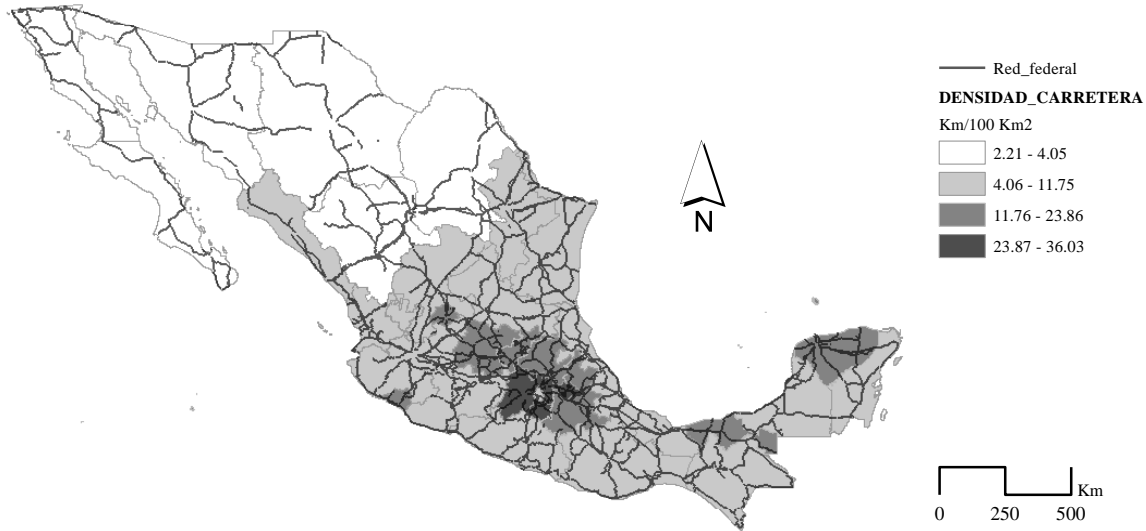 Red_federal
DENSIDAD_CARRETERA
Km/100 Km2
2.21 - 4.05
4.06 - 11.75
11.76 - 23.86
23.87 - 36.03
N
Km
0 250 500